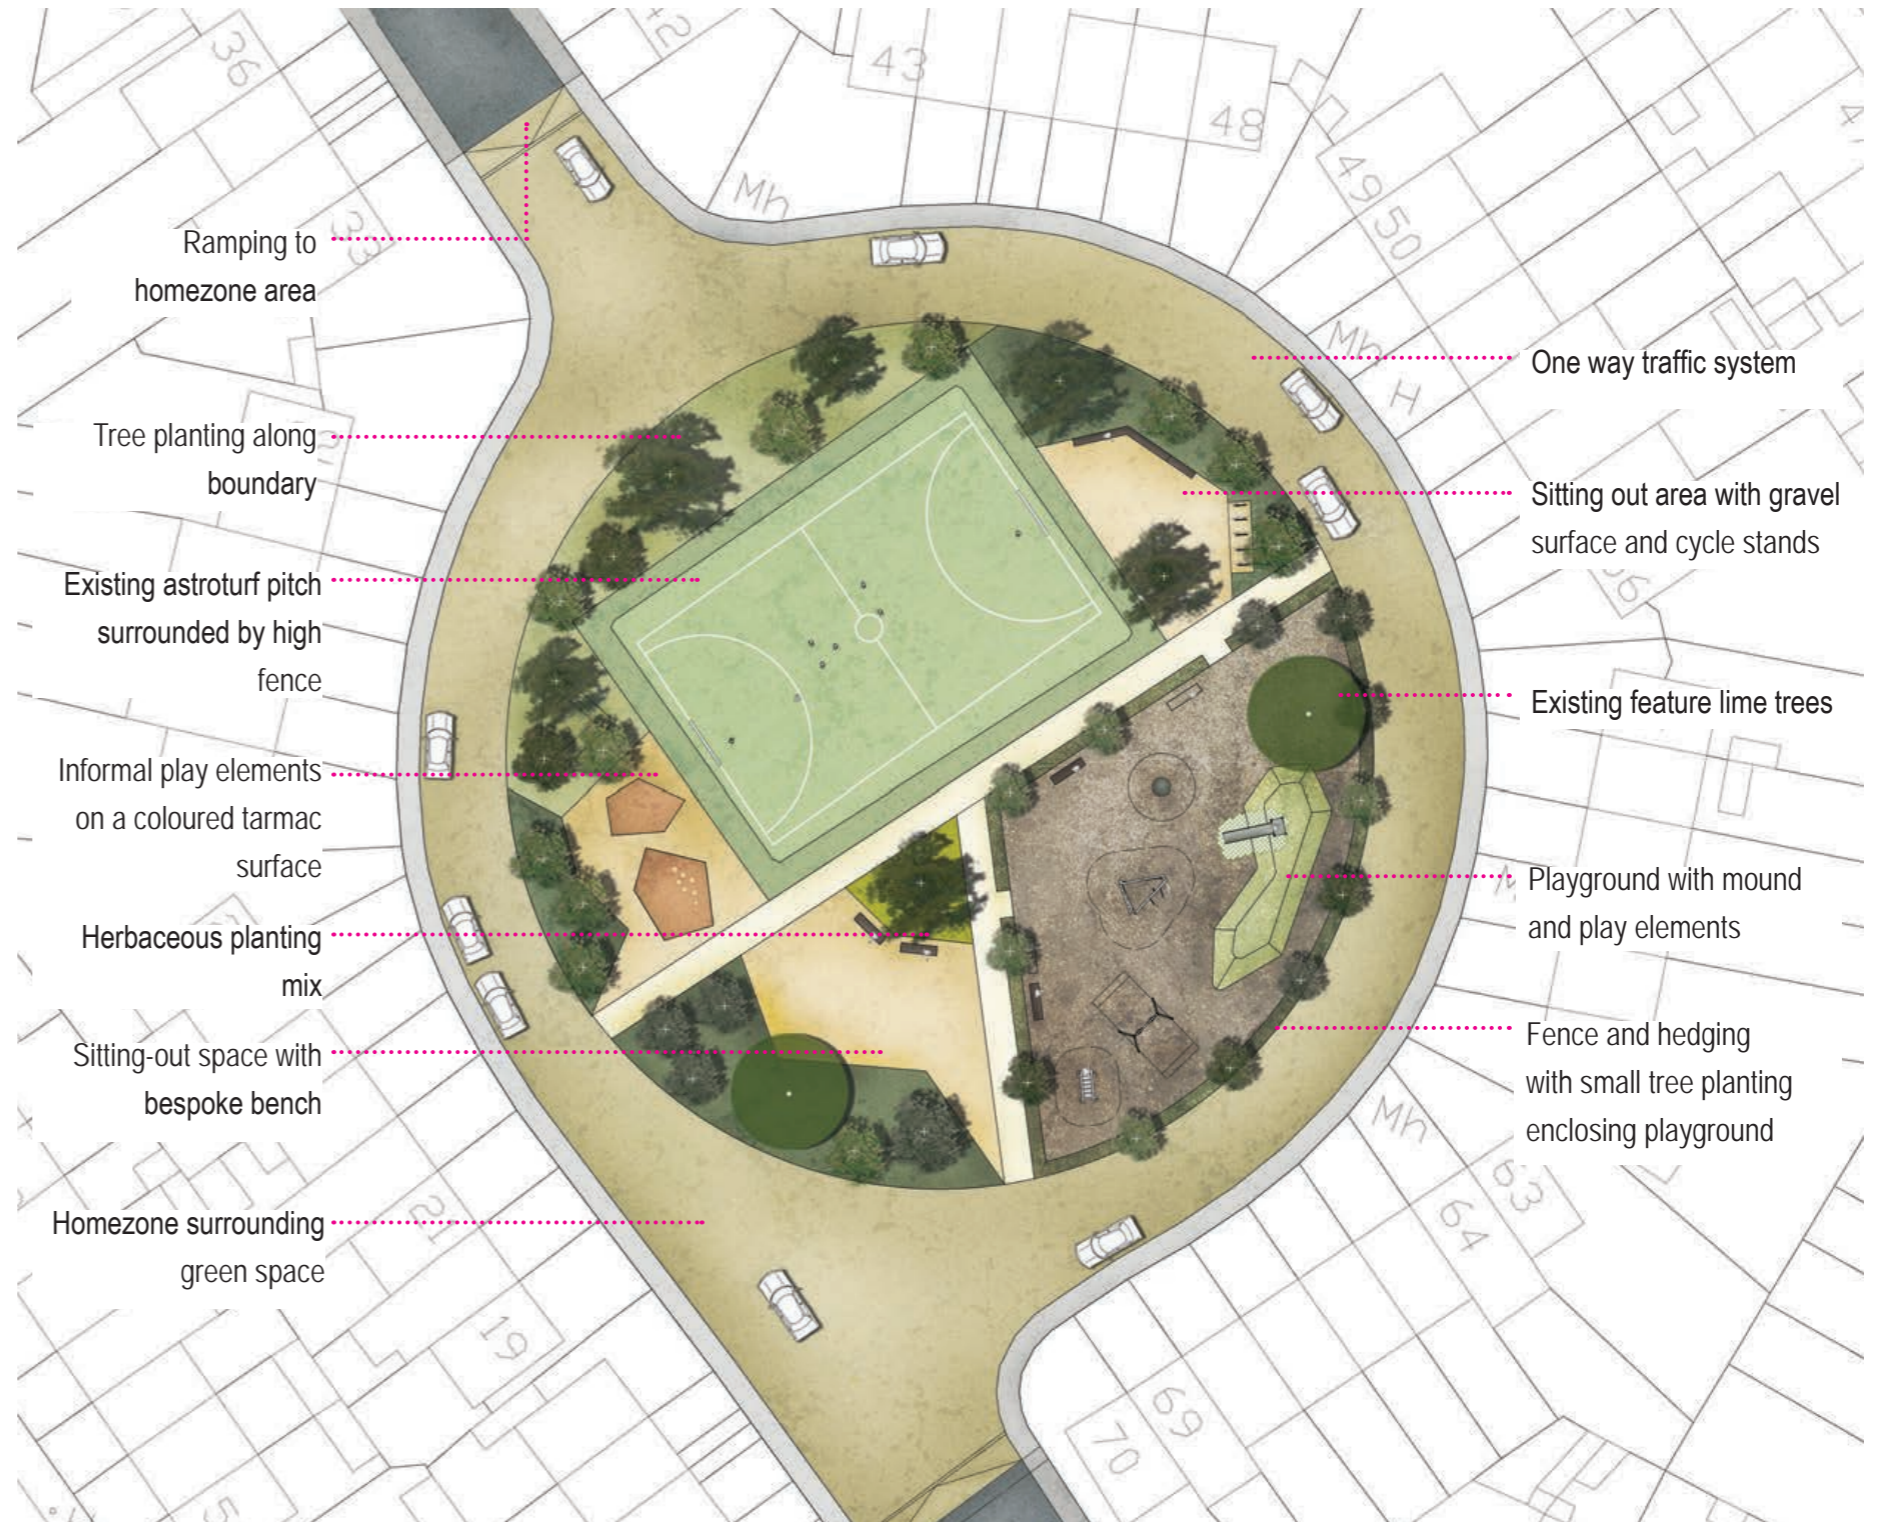 36
42
43
48
49
50
33
Mh
Ramping to
homezone area
Mh
H
One way traffic system
Tree planting along
boundary
Sitting out area with gravel
surface and cycle stands
Existing astroturf pitch
surrounded by high
fence
Existing feature lime trees
Informal play elements
on a coloured tarmac
surface
Playground with mound
and play elements
Herbaceous planting
mix
Fence and hedging
with small tree planting
enclosing playground
Sitting-out space with
bespoke bench
Mh
63
64
Homezone surrounding
green space
21
19
69
70